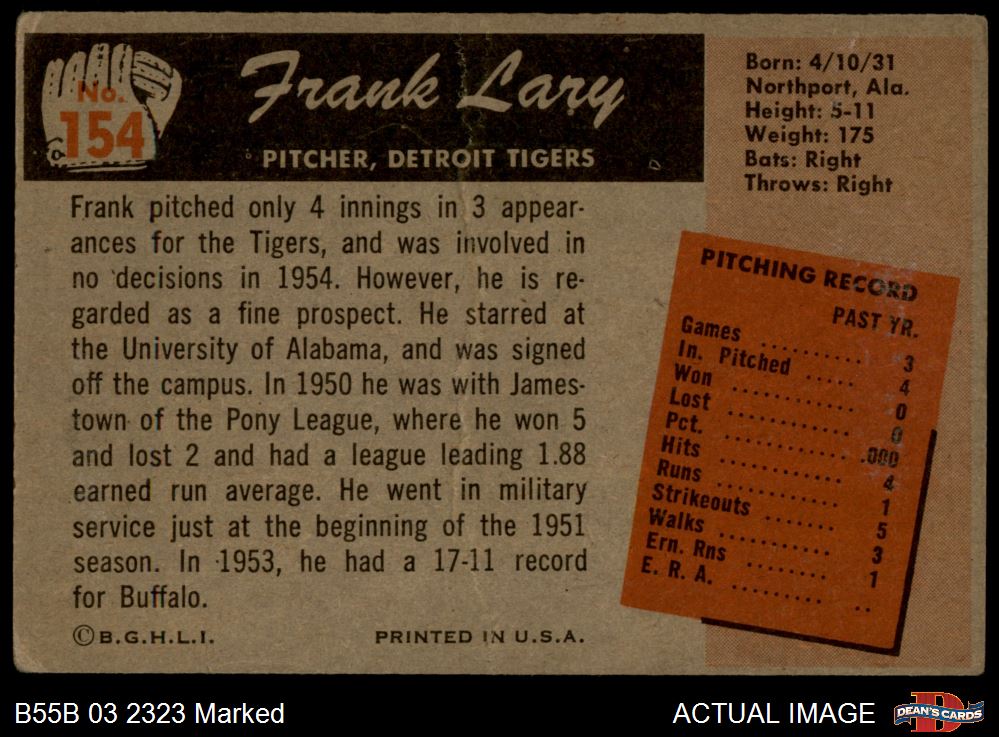 No.
154
Frank Lary
PITCHER, DETROIT TIGERS
Born: 4/10/31
Northport, Ala.
Height: 5-11
Weight: 175
Bats: Right
Throws: Right
Frank pitched only 4 innings in 3 appear-
ances for the Tigers, and was involved in
no decisions in 1954. However, he is re-
garded as a fine prospect. He starred at
the University of Alabama, and was signed
off the campus. In 1950 he was with James-
town of the Pony League, where he won 5
and lost 2 and had a league leading 1.88
earned run average. He went in military
service just at the beginning of the 1951
season. In 1953, he had a 17-11 record
for Buffalo.
©B.G.H.L.I. PRINTED IN U.S.A.
PITCHING RECORD
PAST YR.
Games .......... 3
In. Pitched ..... 4
Won ............ 0
Lost ............ 0
Pct. ............ .000
Hits ............ 4
Runs ............ 1
Strikeouts ....... 5
Walks ........... 3
Ern. Rns ........ 1
E. R. A. ......... ..
B55B 03 2323 Marked
ACTUAL IMAGE
D
DEAN'S CARDS